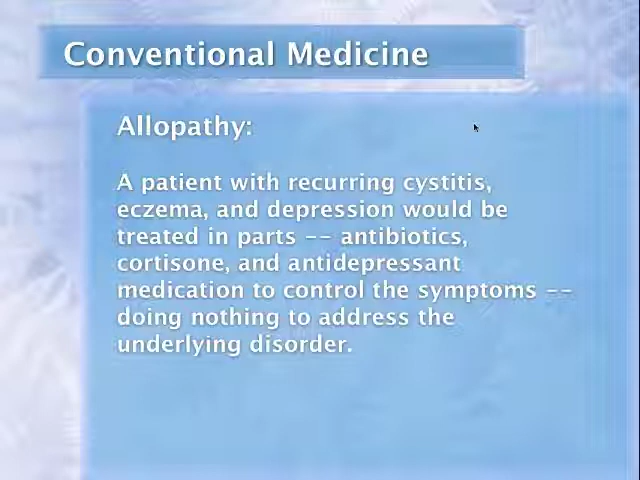 Conventional Medicine
Allopathy:
A patient with recurring cystitis,
eczema, and depression would be
treated in parts -- antibiotics,
cortisone, and antidepressant
medication to control the symptoms --
doing nothing to address the
underlying disorder.